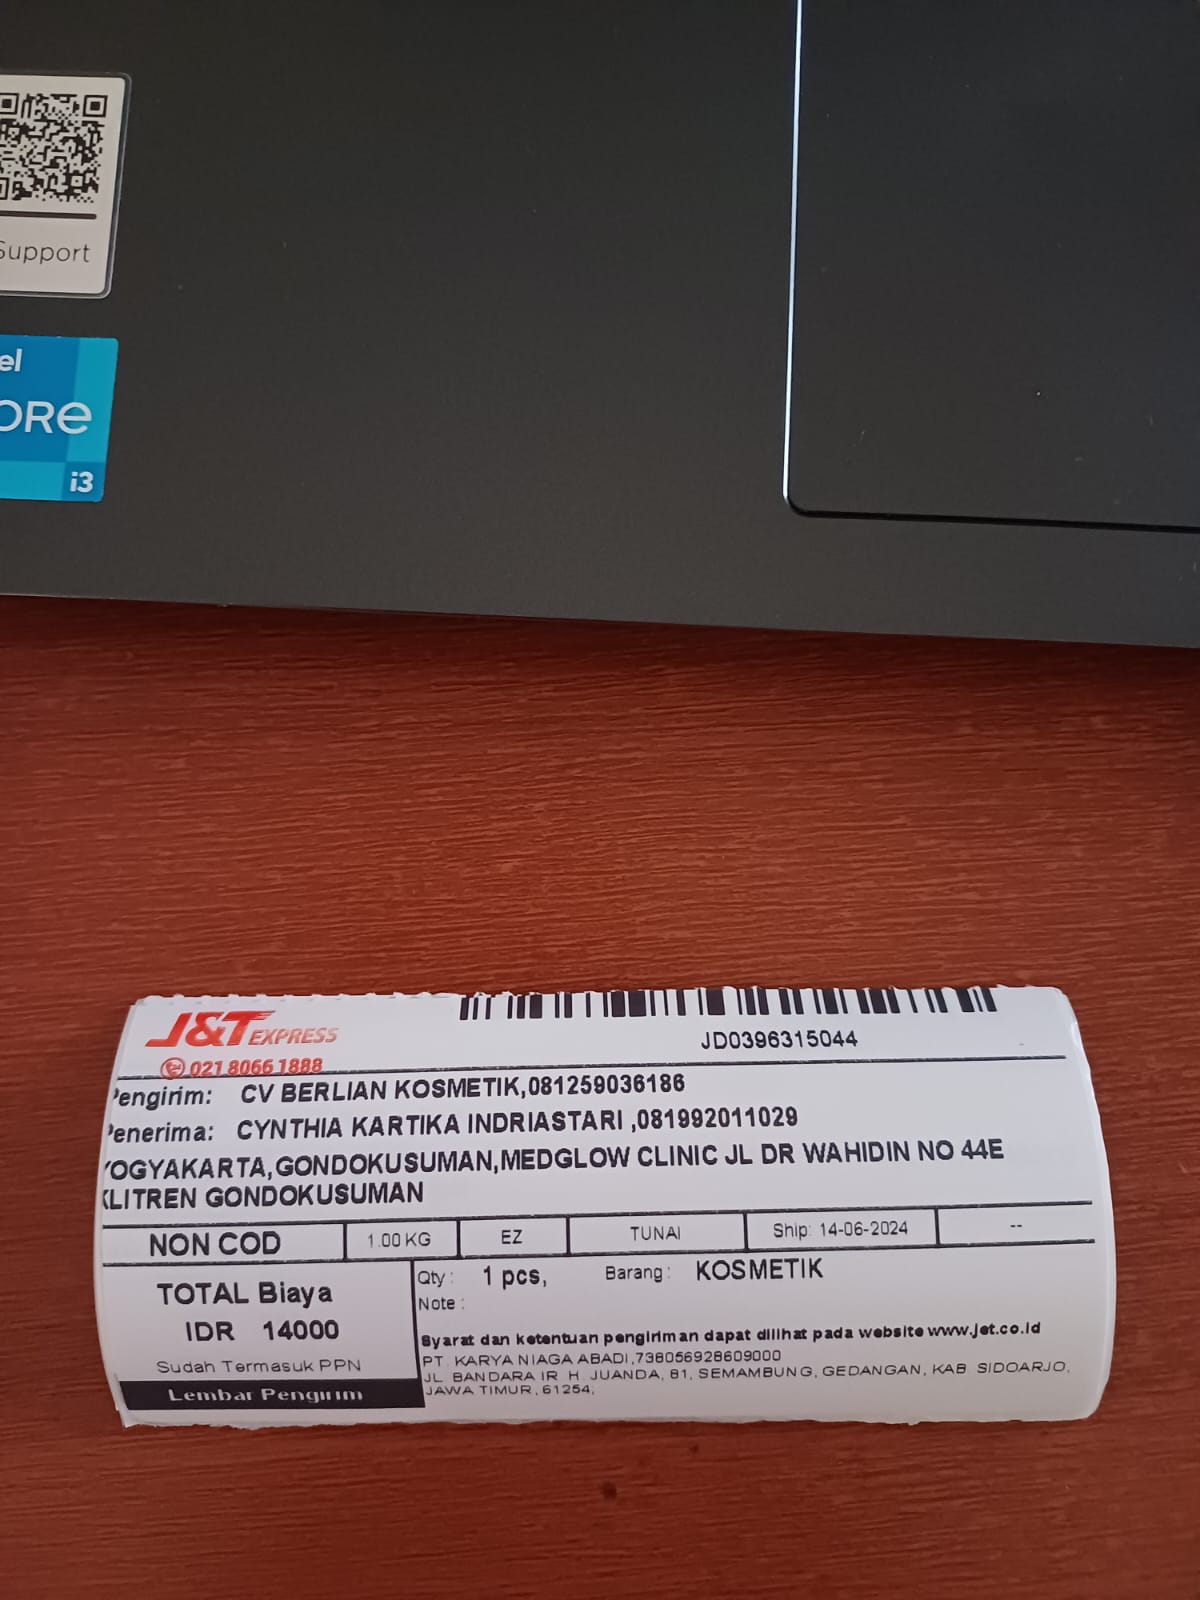 Support
el
ORe
i3
J&T EXPRESS
021 8066 1888
JD0396315044
Pengirim: CV BERLIAN KOSMETIK,081259036186
Penerima: CYNTHIA KARTIKA INDRIASTARI ,081992011029
YOGYAKARTA,GONDOKUSUMAN,MEDGLOW CLINIC JL DR WAHIDIN NO 44E
KLITREN GONDOKUSUMAN
NON COD 1.00 KG EZ TUNAI Ship: 14-06-2024 --
TOTAL Biaya
IDR 14000
Sudah Termasuk PPN
Lembar Pengirim
Qty : 1 pcs, Barang : KOSMETIK
Note :
Syarat dan ketentuan pengiriman dapat dilihat pada website www.jet.co.id
PT. KARYA NIAGA ABADI,738056928609000
JL. BANDARA IR. H. JUANDA, 81, SEMAMBUNG, GEDANGAN, KAB. SIDOARJO,
JAWA TIMUR, 61254;